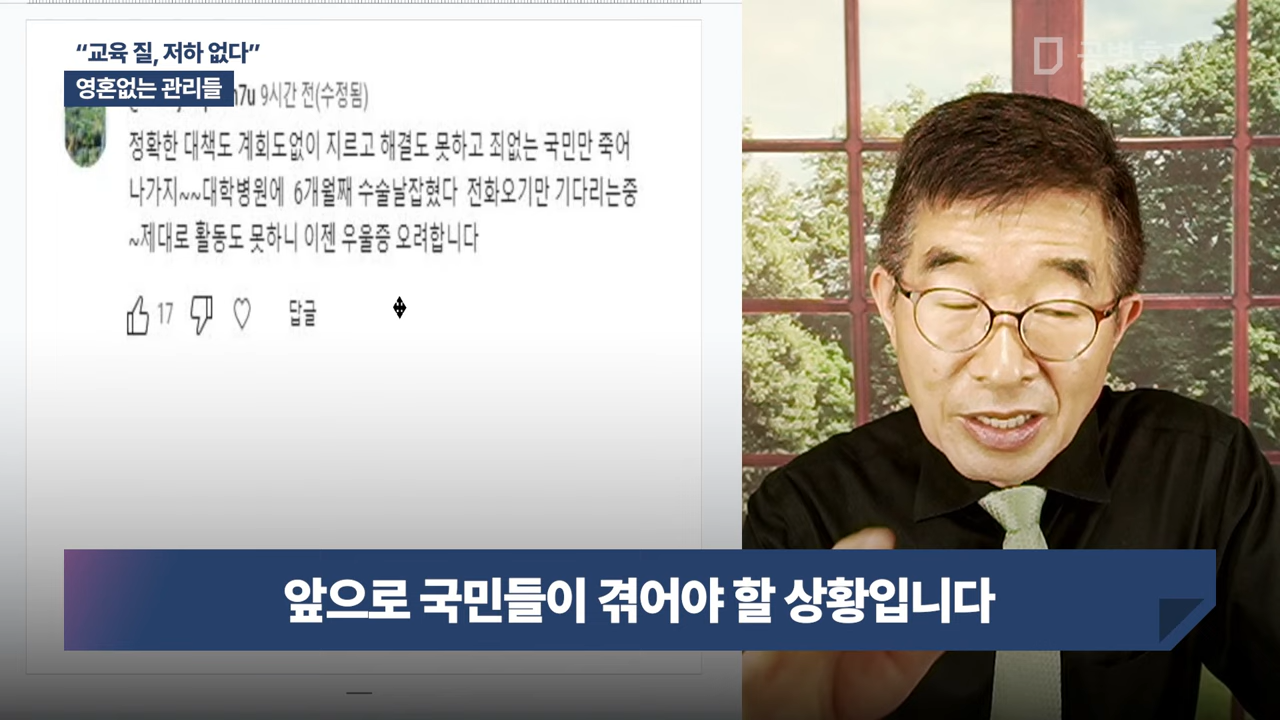 “교육 질, 저하 없다”
영혼없는 관리들
9시간 전(수정됨)
정확한 대책도 계회도없이 지르고 해결도 못하고 죄없는 국민만 죽어
나가지~~대학병원에 6개월째 수술날잡혔다 전화오기만 기다리는중
~제대로 활동도 못하니 이젠 우울증 오려합니다
17
답글
앞으로 국민들이 겪어야 할 상황입니다